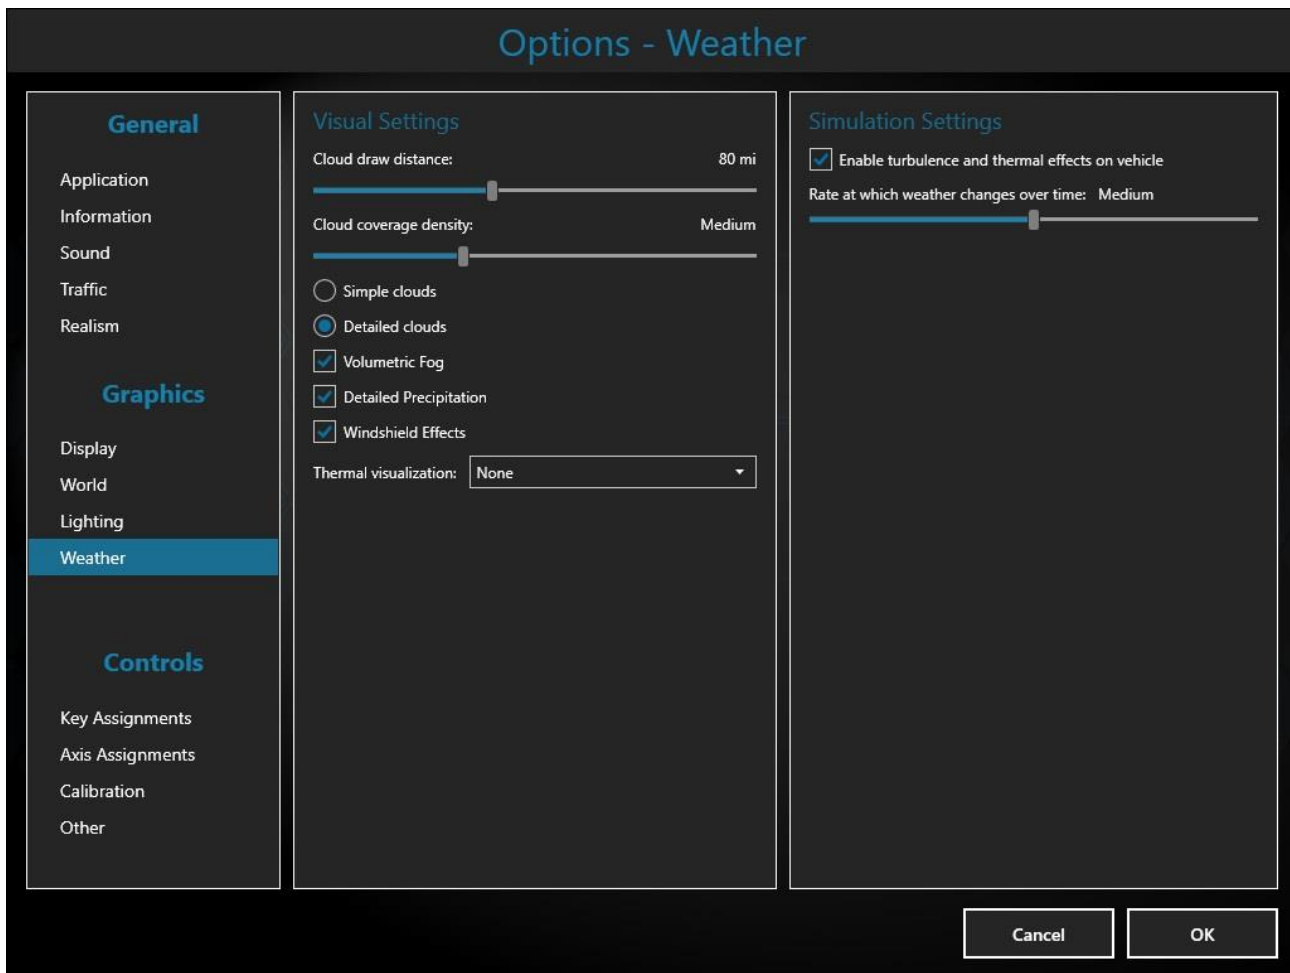 Options - Weather
General
Application
Information
Sound
Traffic
Realism
Graphics
Display
World
Lighting
Weather
Controls
Key Assignments
Axis Assignments
Calibration
Other
Visual Settings
Cloud draw distance: 80 mi
Cloud coverage density: Medium
Simple clouds
Detailed clouds
Volumetric Fog
Detailed Precipitation
Windshield Effects
Thermal visualization: None
Simulation Settings
Enable turbulence and thermal effects on vehicle
Rate at which weather changes over time: Medium
Cancel OK